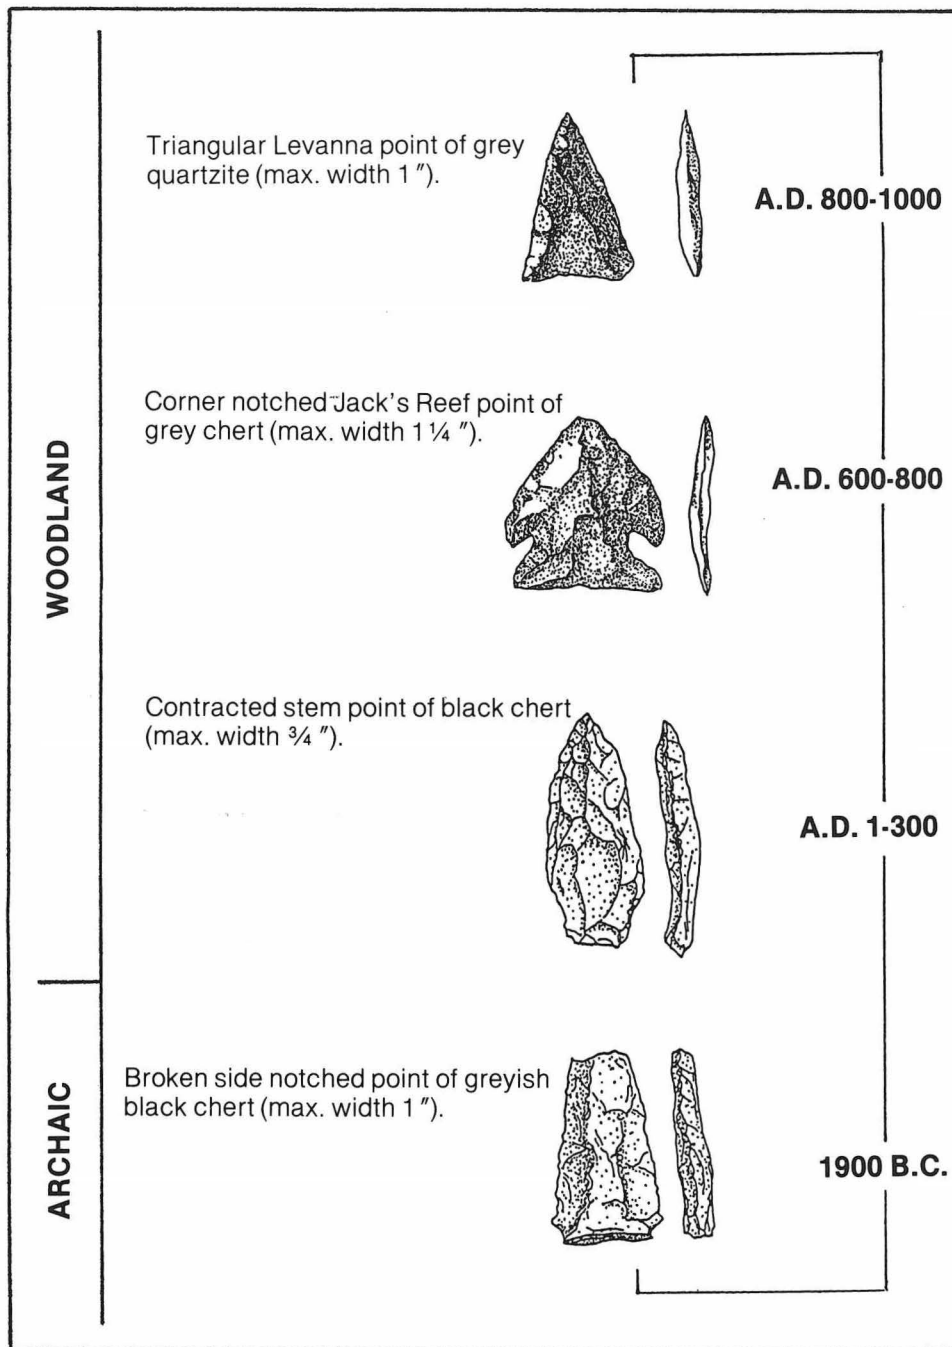 Triangular Levanna point of grey
quartzite (max. width 1 ″).
A.D. 800-1000
Corner notched Jack's Reef point of
grey chert (max. width 1 ¼ ″).
A.D. 600-800
WOODLAND
Contracted stem point of black chert
(max. width ¾ ″).
A.D. 1-300
Broken side notched point of greyish
black chert (max. width 1 ″).
ARCHAIC
1900 B.C.